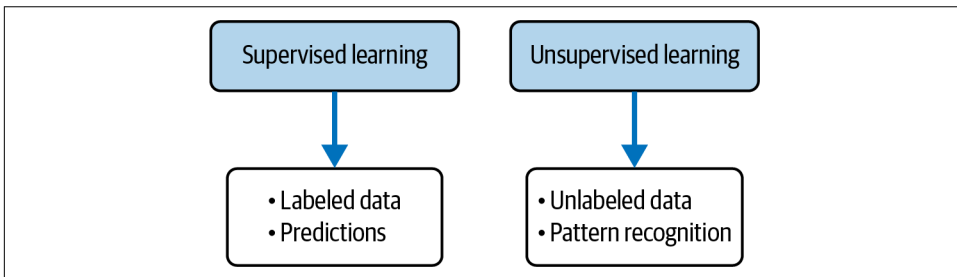 Supervised learning
Unsupervised learning
• Labeled data
• Predictions
• Unlabeled data
• Pattern recognition